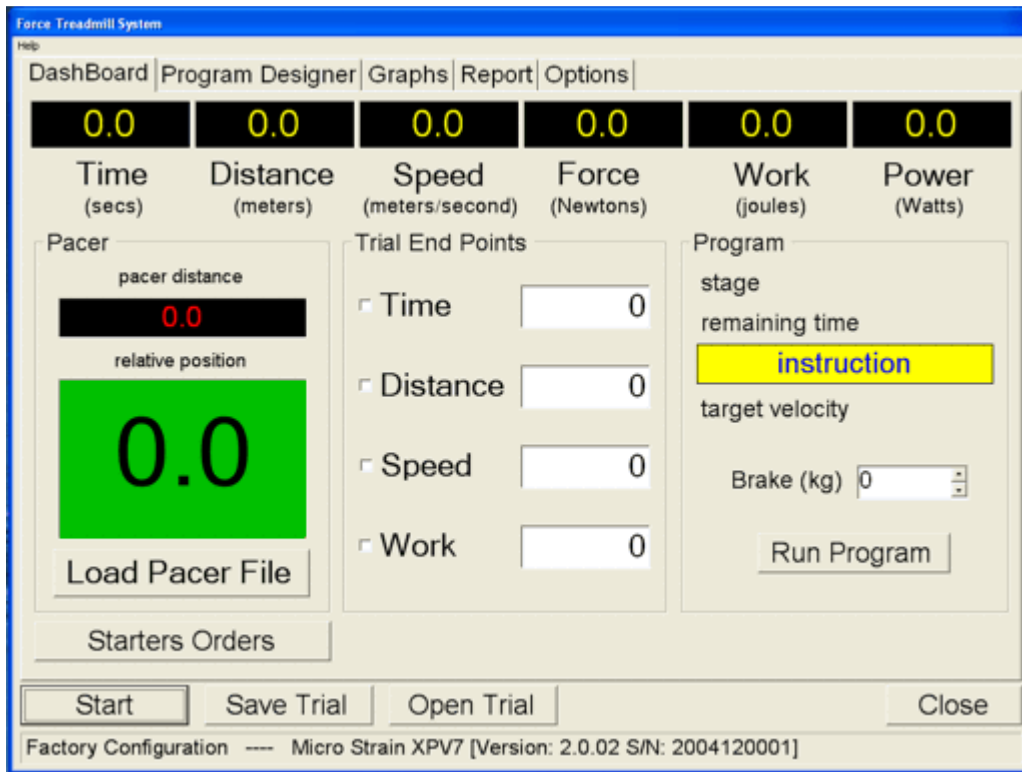 Force Treadmill System
Help
DashBoard Program Designer Graphs Report Options
0.0 0.0 0.0 0.0 0.0 0.0
Time Distance Speed Force Work Power
(secs) (meters) (meters/second) (Newtons) (joules) (Watts)
Pacer
pacer distance
0.0
relative position
0.0
Load Pacer File
Trial End Points
Time 0
Distance 0
Speed 0
Work 0
Program
stage
remaining time
instruction
target velocity
Brake (kg) 0
Run Program
Starters Orders
Start Save Trial Open Trial Close
Factory Configuration ---- Micro Strain XPV7 [Version: 2.0.02 S/N: 2004120001]